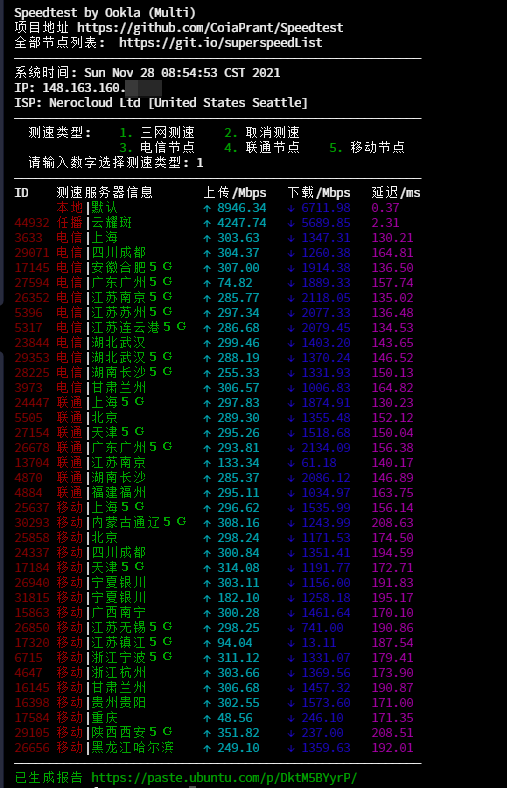 Speedtest by Ookla (Multi)
项目地址 https://github.com/CoiaPrant/Speedtest
全部节点列表: https://git.io/superspeedList
系统时间: Sun Nov 28 08:54:53 CST 2021
IP: 148.163.160.
ISP: Nerocloud Ltd [United States Seattle]
测速类型: 1. 三网测速 2. 取消测速
3. 电信节点 4. 联通节点 5. 移动节点
请输入数字选择测速类型: 1
ID 测速服务器信息 上传/Mbps 下载/Mbps 延迟/ms
本地|默认 ↑ 8946.34 ↓ 6711.98 0.37
44932 任播|云耀斑 ↑ 4247.74 ↓ 5689.85 2.31
3633 电信|上海 ↑ 303.63 ↓ 1347.31 130.21
29071 电信|四川成都 ↑ 304.37 ↓ 1260.38 164.81
17145 电信|安徽合肥5G ↑ 307.00 ↓ 1914.38 136.50
27594 电信|广东广州5G ↑ 74.82 ↓ 1889.33 157.74
26352 电信|江苏南京5G ↑ 285.77 ↓ 2118.05 135.02
5396 电信|江苏苏州5G ↑ 297.34 ↓ 2077.33 136.48
5317 电信|江苏连云港5G ↑ 286.68 ↓ 2079.45 134.53
23844 电信|湖北武汉 ↑ 299.46 ↓ 1403.20 143.65
29353 电信|湖北武汉5G ↑ 288.19 ↓ 1370.24 146.52
28225 电信|湖南长沙5G ↑ 255.33 ↓ 1331.93 150.13
3973 电信|甘肃兰州 ↑ 306.57 ↓ 1906.83 164.82
24447 联通|上海5G ↑ 297.83 ↓ 1874.91 130.23
5505 联通|北京 ↑ 289.30 ↓ 1355.48 152.12
27154 联通|天津5G ↑ 295.26 ↓ 1518.68 150.04
26678 联通|广东广州5G ↑ 293.81 ↓ 2134.09 156.38
13704 联通|江苏南京 ↑ 133.34 ↓ 61.18 140.17
4870 联通|湖南长沙 ↑ 285.37 ↓ 2086.12 146.89
4884 联通|福建福州 ↑ 295.11 ↓ 1034.97 163.75
25637 移动|上海5G ↑ 296.62 ↓ 1535.99 156.14
30293 移动|内蒙古通辽5G ↑ 308.16 ↓ 1243.99 208.63
25858 移动|北京 ↑ 298.24 ↓ 1171.53 174.50
24337 移动|四川成都 ↑ 300.84 ↓ 1351.41 194.59
17184 移动|天津5G ↑ 314.08 ↓ 1191.77 172.71
26940 移动|宁夏银川 ↑ 303.11 ↓ 1156.00 191.83
31815 移动|宁夏银川 ↑ 182.10 ↓ 1258.18 195.17
15863 移动|广西南宁 ↑ 300.28 ↓ 1461.64 170.10
26850 移动|江苏无锡5G ↑ 298.25 ↓ 741.00 190.86
17320 移动|江苏镇江5G ↑ 94.04 ↓ 13.11 187.54
6715 移动|浙江宁波5G ↑ 311.12 ↓ 1331.07 179.41
4647 移动|浙江杭州 ↑ 303.66 ↓ 1369.56 173.90
16145 移动|甘肃兰州 ↑ 306.68 ↓ 1457.32 190.87
16398 移动|贵州贵阳 ↑ 302.55 ↓ 1573.60 171.00
17584 移动|重庆 ↑ 48.56 ↓ 246.10 171.35
29105 移动|陕西西安5G ↑ 351.82 ↓ 237.00 208.51
26656 移动|黑龙江哈尔滨 ↑ 249.10 ↓ 1359.63 192.01
已生成报告 https://paste.ubuntu.com/p/DktM5BYyrP/